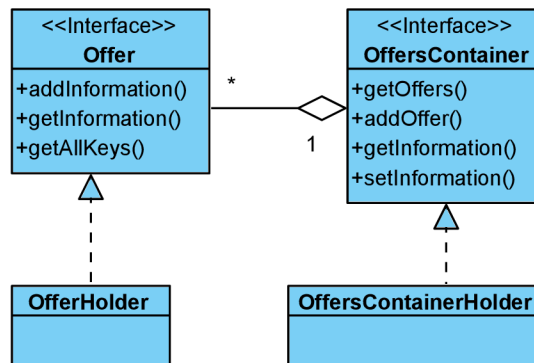 <<Interface>>
Offer
+addInformation()
+getInformation()
+getAllKeys()
*
1
<<Interface>>
OffersContainer
+getOffers()
+addOffer()
+getInformation()
+setInformation()
OfferHolder
OffersContainerHolder